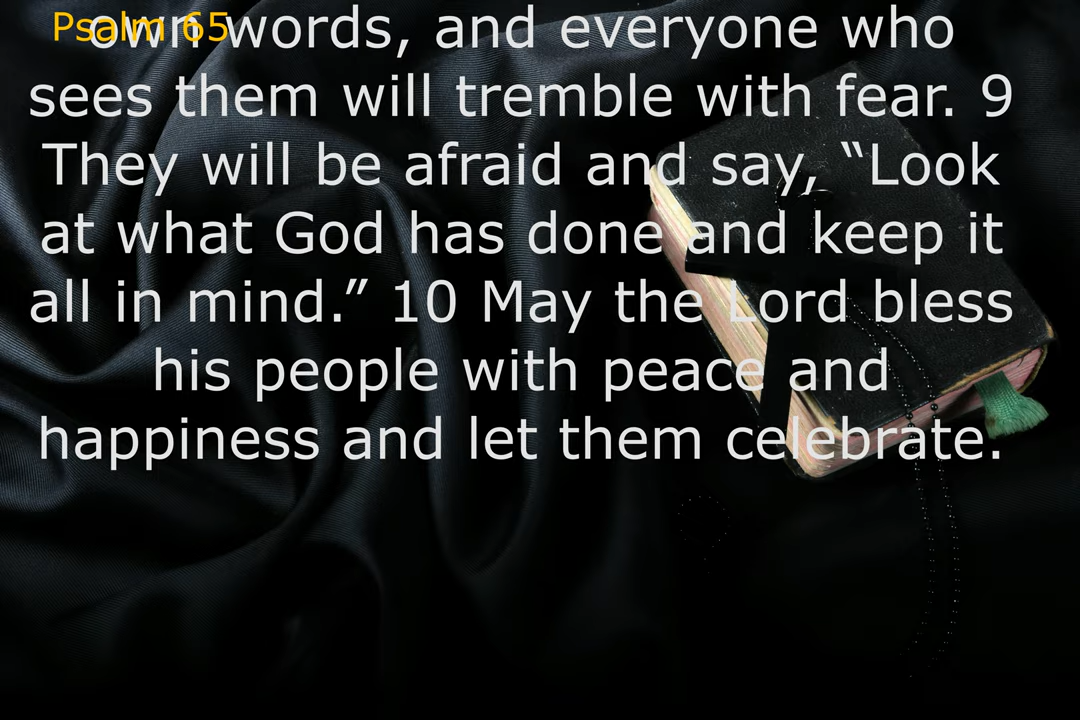 Psalm 65
own words, and everyone who
sees them will tremble with fear. 9
They will be afraid and say, “Look
at what God has done and keep it
all in mind.” 10 May the Lord bless
his people with peace and
happiness and let them celebrate.